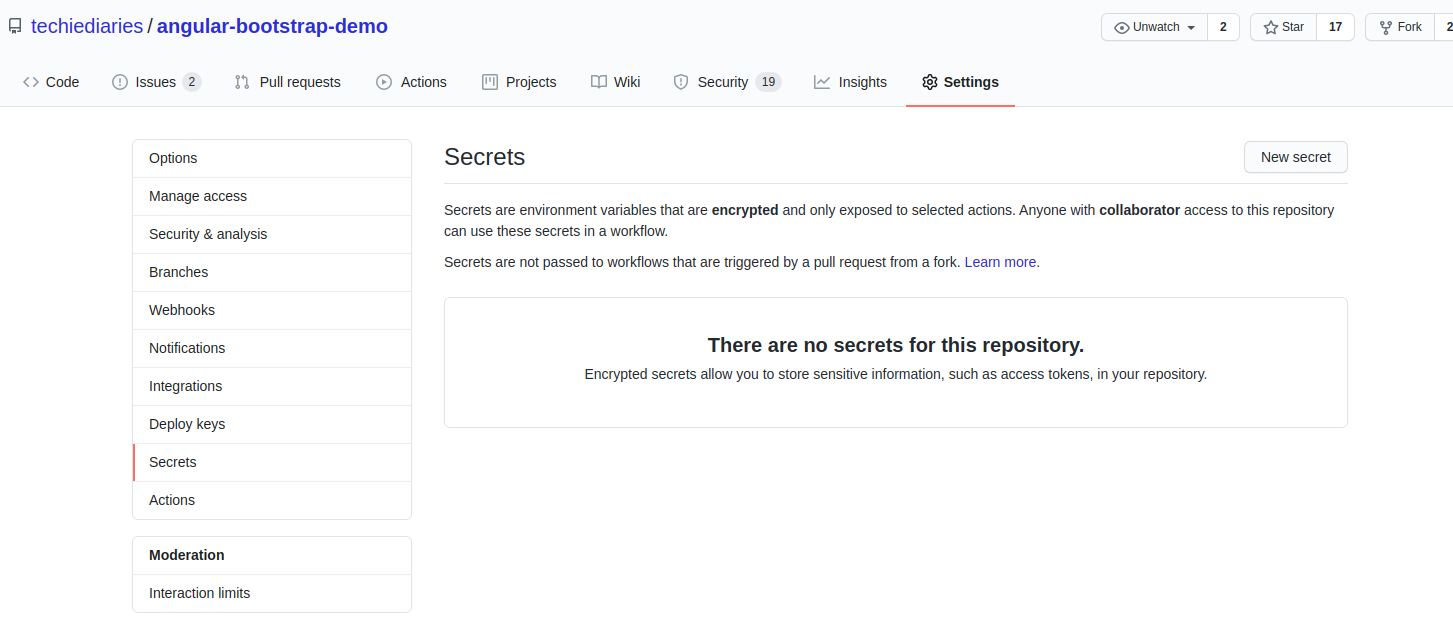 techiediaries / angular-bootstrap-demo
Unwatch 2 Star 17 Fork 2
Code Issues 2 Pull requests Actions Projects Wiki Security 19 Insights Settings
Options
Manage access
Security & analysis
Branches
Webhooks
Notifications
Integrations
Deploy keys
Secrets
Actions
Moderation
Interaction limits
Secrets
New secret
Secrets are environment variables that are encrypted and only exposed to selected actions. Anyone with collaborator access to this repository
can use these secrets in a workflow.
Secrets are not passed to workflows that are triggered by a pull request from a fork. Learn more.
There are no secrets for this repository.
Encrypted secrets allow you to store sensitive information, such as access tokens, in your repository.